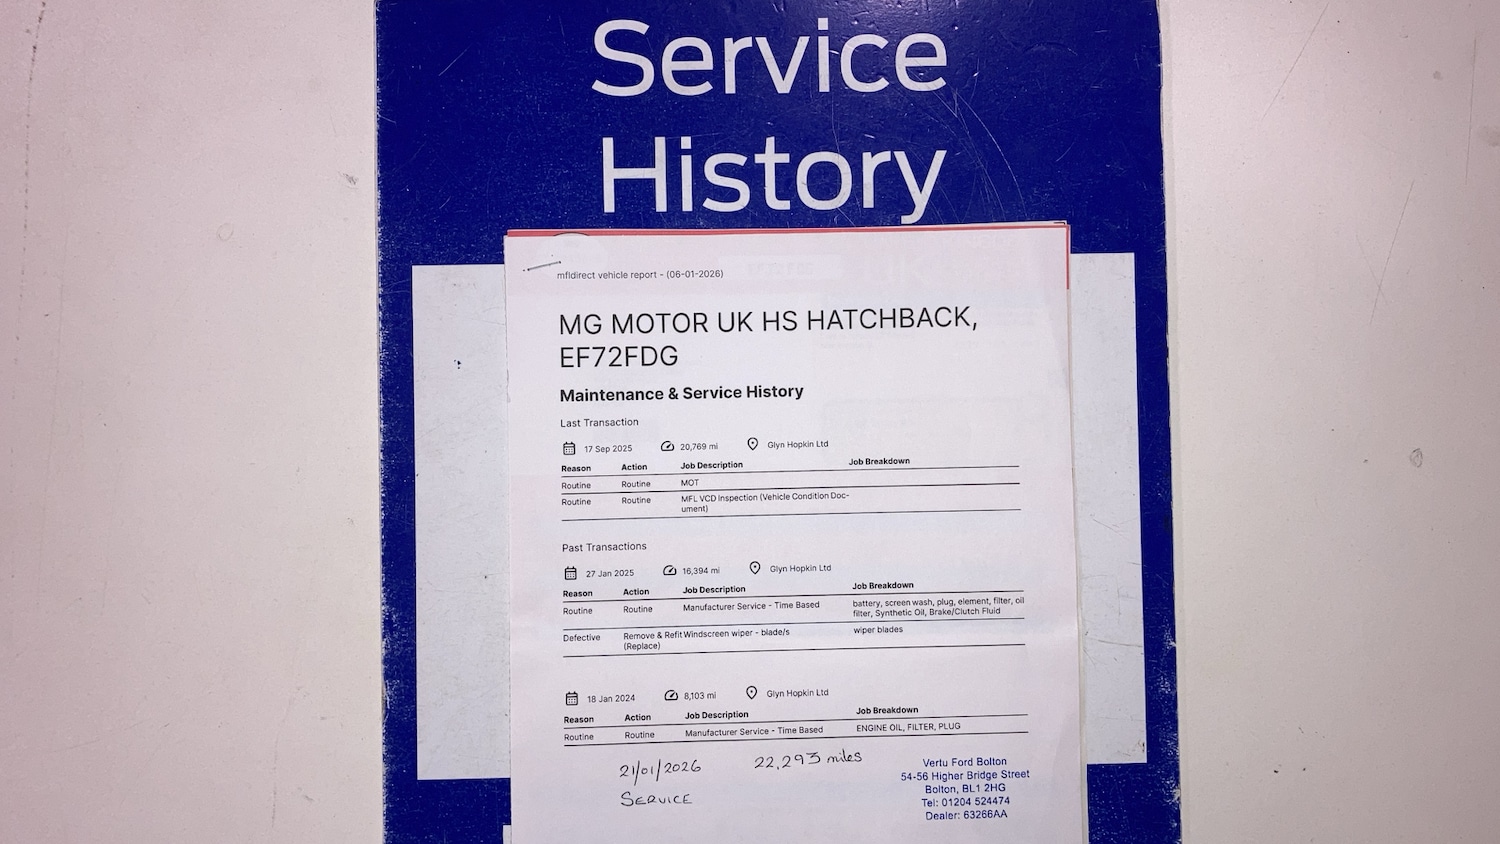 Service
History
mfldirect vehicle report - (06-01-2026)
MG MOTOR UK HS HATCHBACK,
EF72FDG
Maintenance & Service History
Last Transaction
17 Sep 2025 20,769 mi Glyn Hopkin Ltd
Reason Action Job Description Job Breakdown
Routine Routine MOT
Routine Routine MFL VCD Inspection (Vehicle Condition Doc-
ument)
Past Transactions
27 Jan 2025 16,394 mi Glyn Hopkin Ltd
Reason Action Job Description Job Breakdown
Routine Routine Manufacturer Service - Time Based battery, screen wash, plug, element, filter, oil
filter, Synthetic Oil, Brake/Clutch Fluid
Defective Remove & Refit Windscreen wiper - blade/s wiper blades
(Replace)
18 Jan 2024 8,103 mi Glyn Hopkin Ltd
Reason Action Job Description Job Breakdown
Routine Routine Manufacturer Service - Time Based ENGINE OIL, FILTER, PLUG
21/01/2026 22,293 miles
SERVICE
Vertu Ford Bolton
54-56 Higher Bridge Street
Bolton, BL1 2HG
Tel: 01204 524474
Dealer: 63266AA